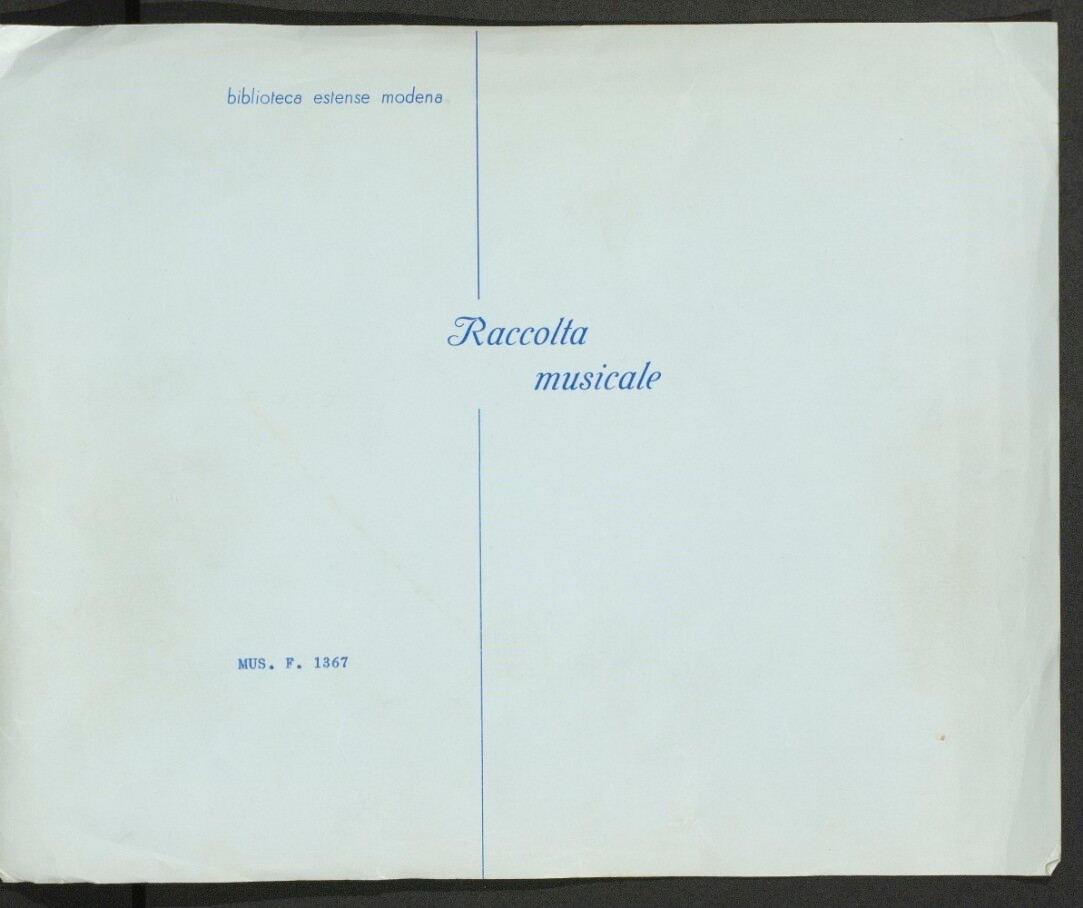 biblioteca estense modena
Raccolta
musicale
MUS. F. 1367